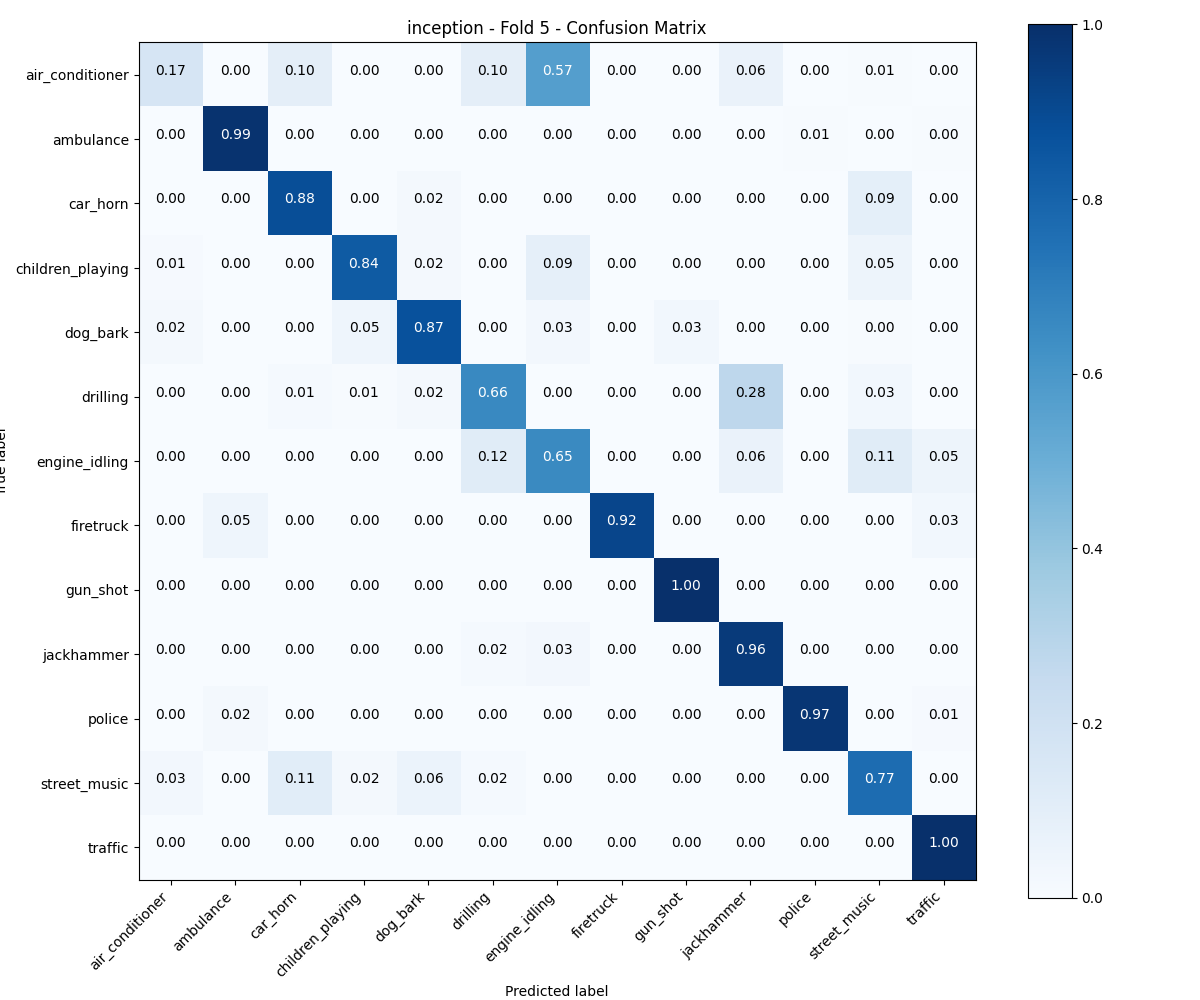 inception - Fold 5 - Confusion Matrix
air_conditioner 0.17 0.00 0.10 0.00 0.00 0.10 0.57 0.00 0.00 0.06 0.00 0.01 0.00
ambulance 0.00 0.99 0.00 0.00 0.00 0.00 0.00 0.00 0.00 0.00 0.01 0.00 0.00
car_horn 0.00 0.00 0.88 0.00 0.02 0.00 0.00 0.00 0.00 0.00 0.00 0.09 0.00
children_playing 0.01 0.00 0.00 0.84 0.02 0.00 0.09 0.00 0.00 0.00 0.00 0.05 0.00
dog_bark 0.02 0.00 0.00 0.05 0.87 0.00 0.03 0.00 0.03 0.00 0.00 0.00 0.00
drilling 0.00 0.00 0.01 0.01 0.02 0.66 0.00 0.00 0.00 0.28 0.00 0.03 0.00
engine_idling 0.00 0.00 0.00 0.00 0.00 0.12 0.65 0.00 0.00 0.06 0.00 0.11 0.05
firetruck 0.00 0.05 0.00 0.00 0.00 0.00 0.00 0.92 0.00 0.00 0.00 0.00 0.03
gun_shot 0.00 0.00 0.00 0.00 0.00 0.00 0.00 0.00 1.00 0.00 0.00 0.00 0.00
jackhammer 0.00 0.00 0.00 0.00 0.00 0.02 0.03 0.00 0.00 0.96 0.00 0.00 0.00
police 0.00 0.02 0.00 0.00 0.00 0.00 0.00 0.00 0.00 0.00 0.97 0.00 0.01
street_music 0.03 0.00 0.11 0.02 0.06 0.02 0.00 0.00 0.00 0.00 0.00 0.77 0.00
traffic 0.00 0.00 0.00 0.00 0.00 0.00 0.00 0.00 0.00 0.00 0.00 0.00 1.00
air_conditioner ambulance car_horn children_playing dog_bark drilling engine_idling firetruck gun_shot jackhammer police street_music traffic
Predicted label
1.0
0.8
0.6
0.4
0.2
0.0